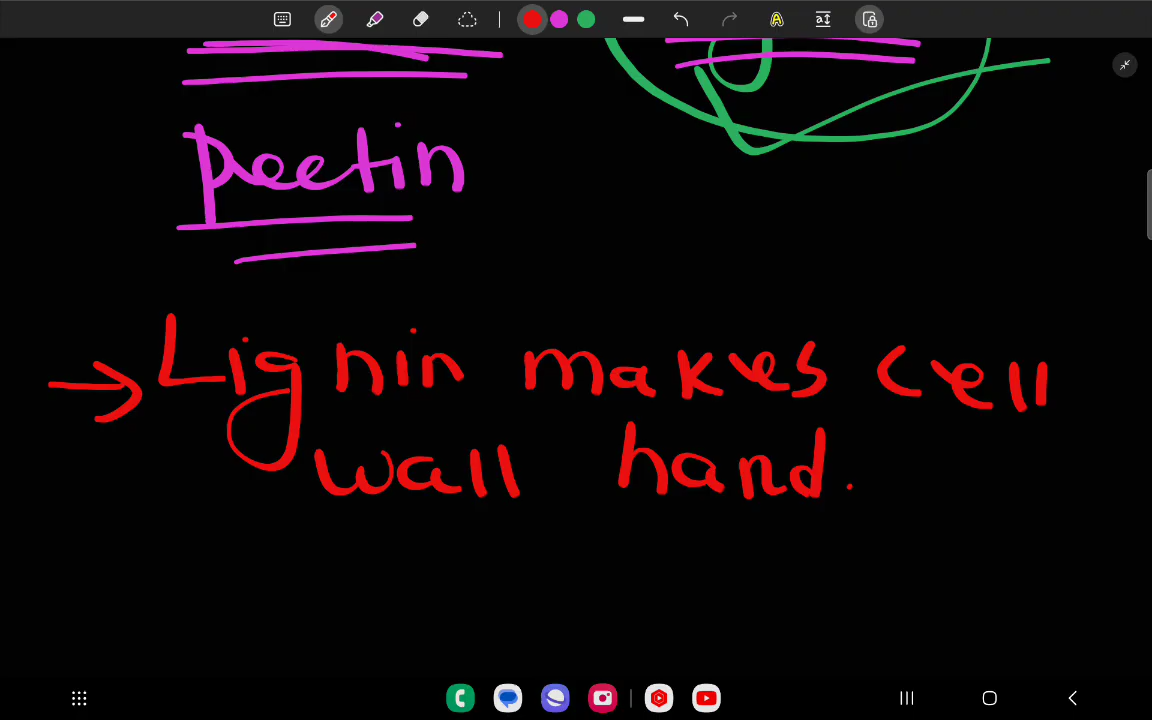 pectin
→ Lignin makes cell
wall hard.